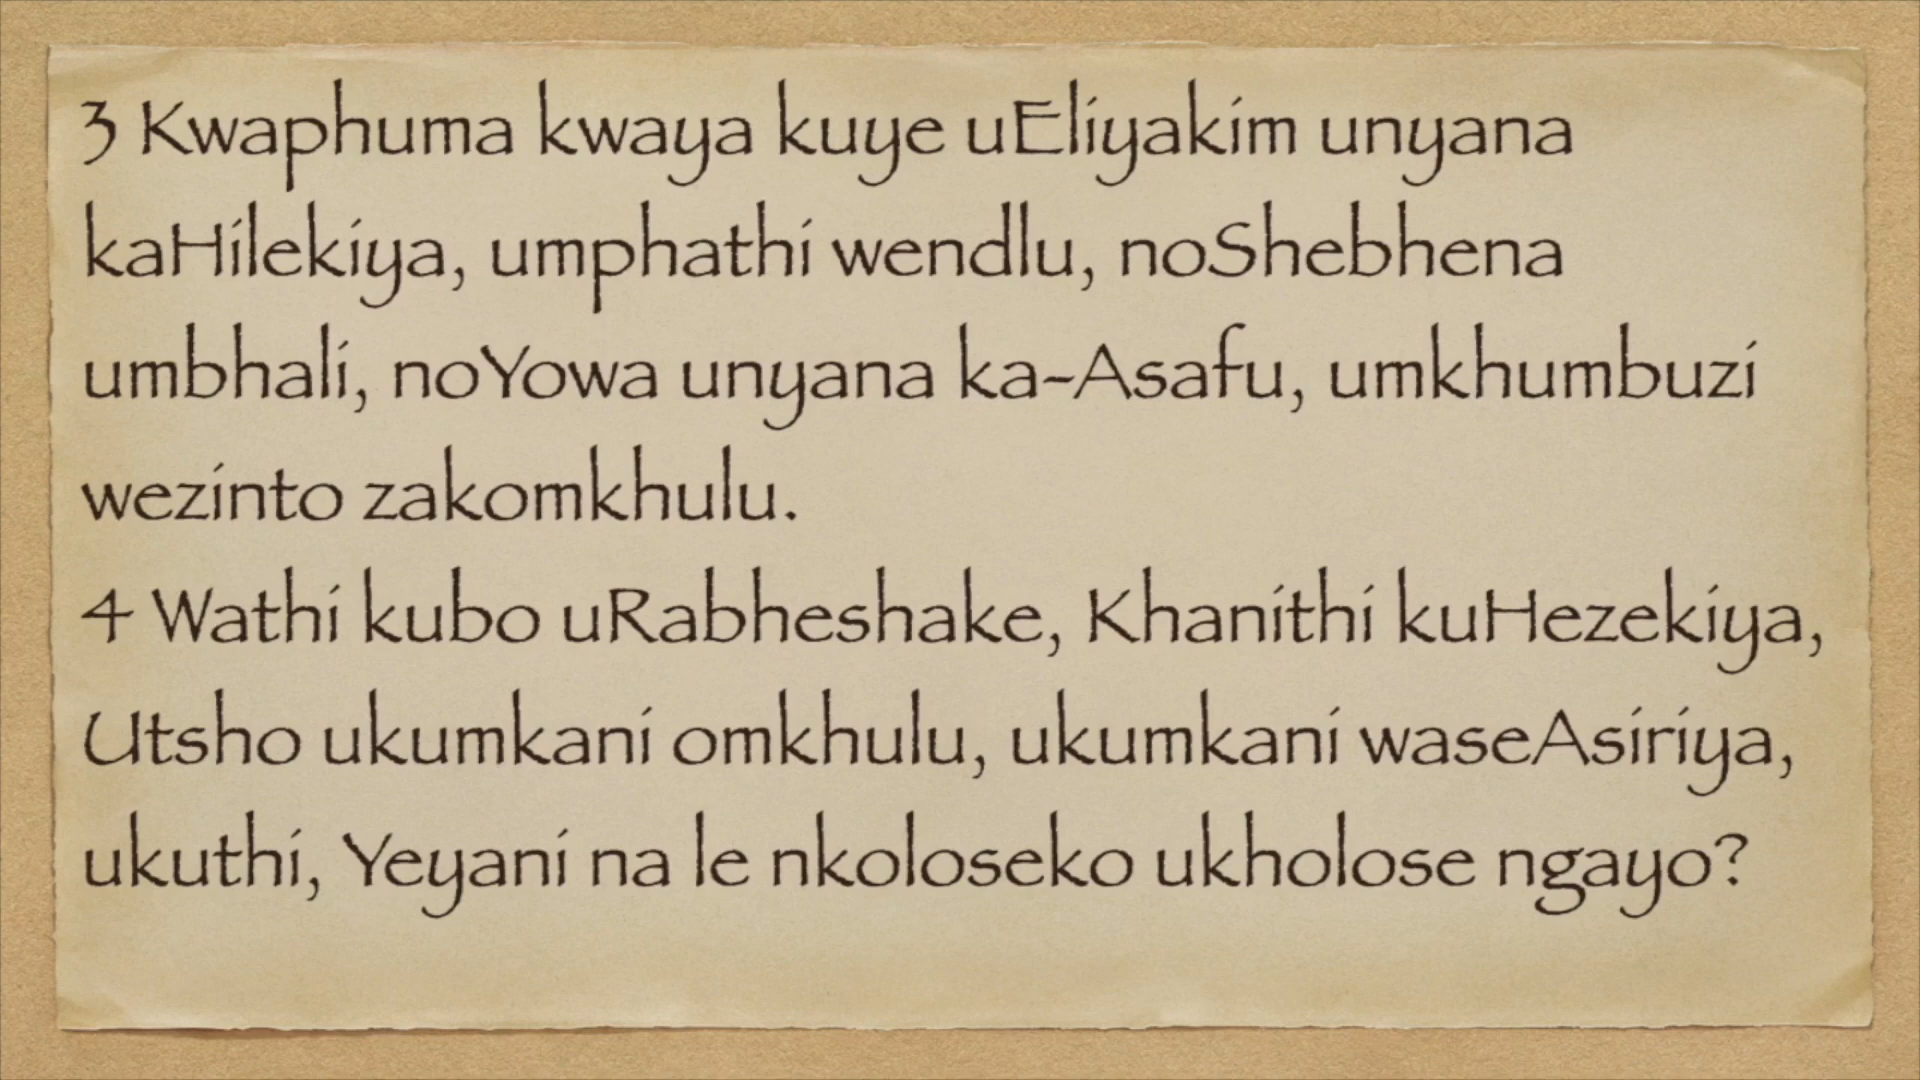 3 Kwaphuma kwaya kuye uEliyakim unyana
kaHilekiya, umphathi wendlu, noShebhena
umbhali, noYowa unyana ka-Asafu, umkhumbuzi
wezinto zakomkhulu.
4 Wathi kubo uRabheshake, Khanithi kuHezekiya,
Utsho ukumkani omkhulu, ukumkani waseAsiriya,
ukuthi, Yeyani na le nkoloseko ukholose ngayo?